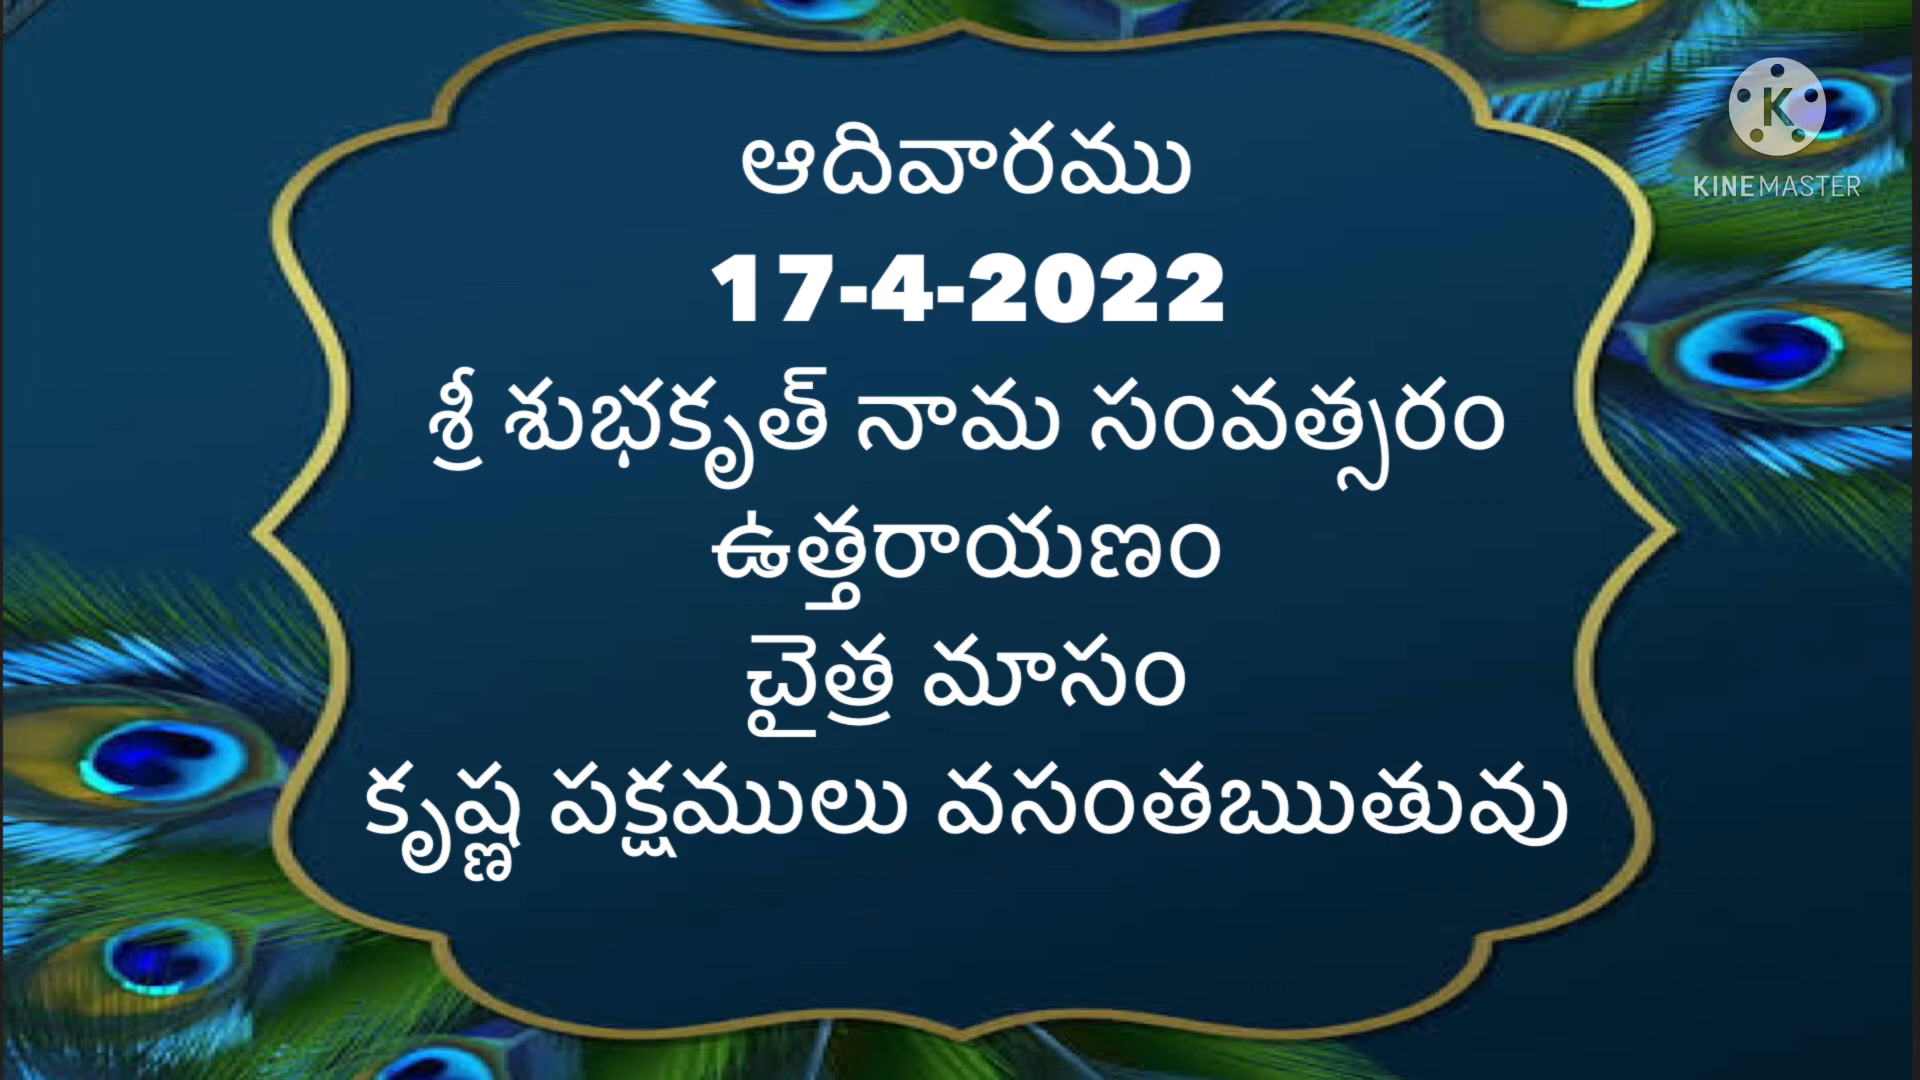 ఆదివారము
17-4-2022
శ్రీ శుభకృత్ నామ సంవత్సరం
ఉత్తరాయణం
చైత్ర మాసం
కృష్ణ పక్షములు వసంతఋతువు
K
KINEMASTER